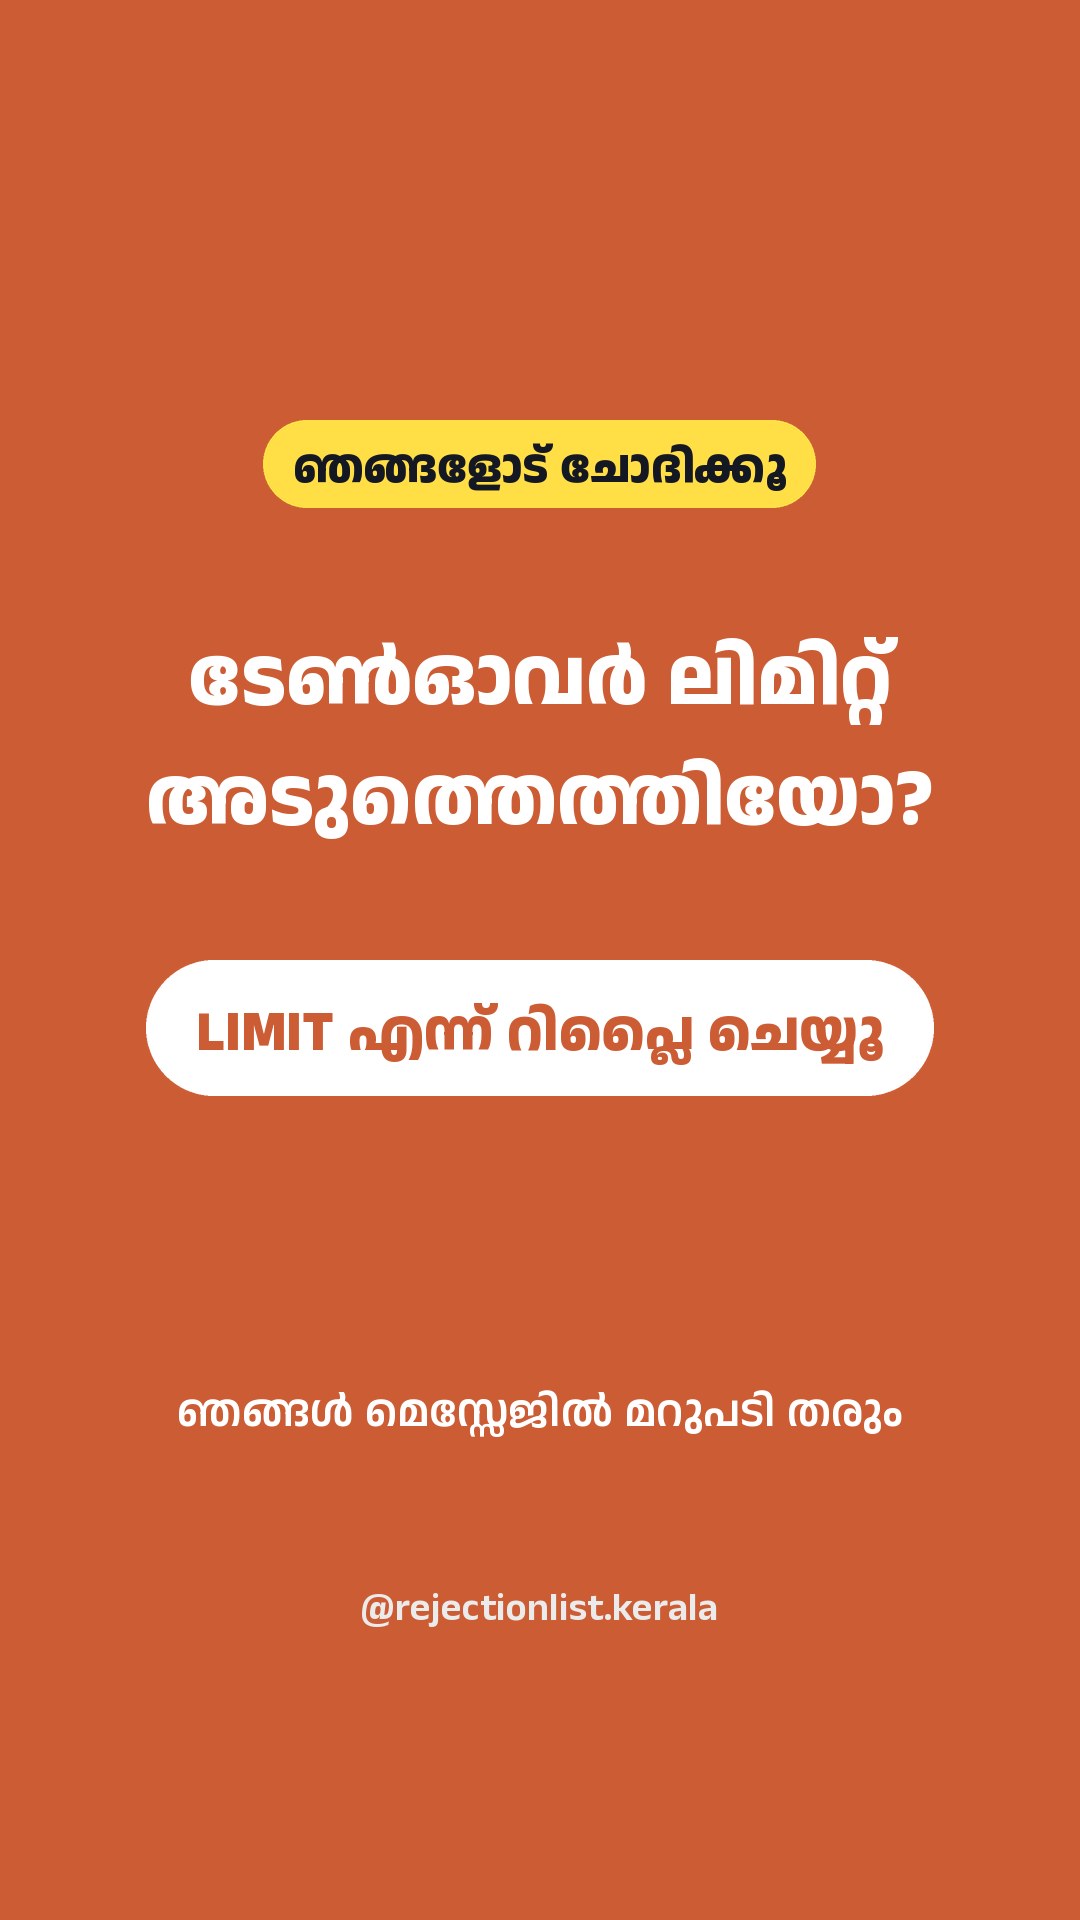 ഞങ്ങളോട് ചോദിക്കൂ
ടേൺഓവർ ലിമിറ്റ്
അടുത്തെത്തിയോ?
LIMIT എന്ന് റിപ്ലൈ ചെയ്യൂ
ഞങ്ങൾ മെസ്സേജിൽ മറുപടി തരും
@rejectionlist.kerala